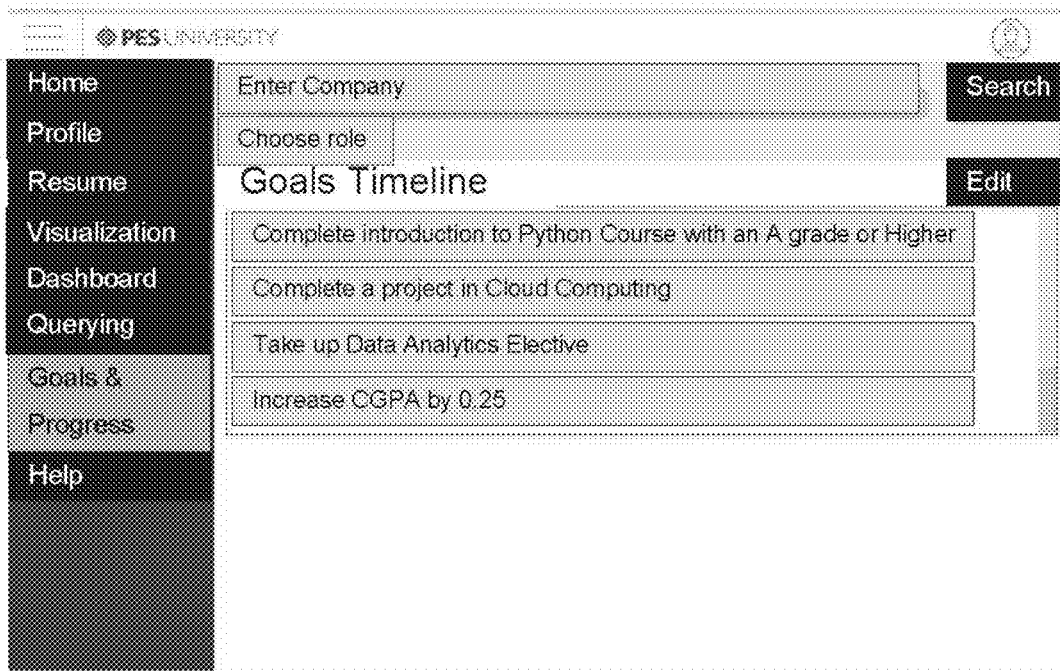 PES UNIVERSITY
Home
Profile
Resume
Visualization
Dashboard
Querying
Goals &
Progress
Help
Enter Company
Search
Choose role
Goals Timeline
Edit
Complete introduction to Python Course with an A grade or Higher
Complete a project in Cloud Computing
Take up Data Analytics Elective
Increase CGPA by 0.25